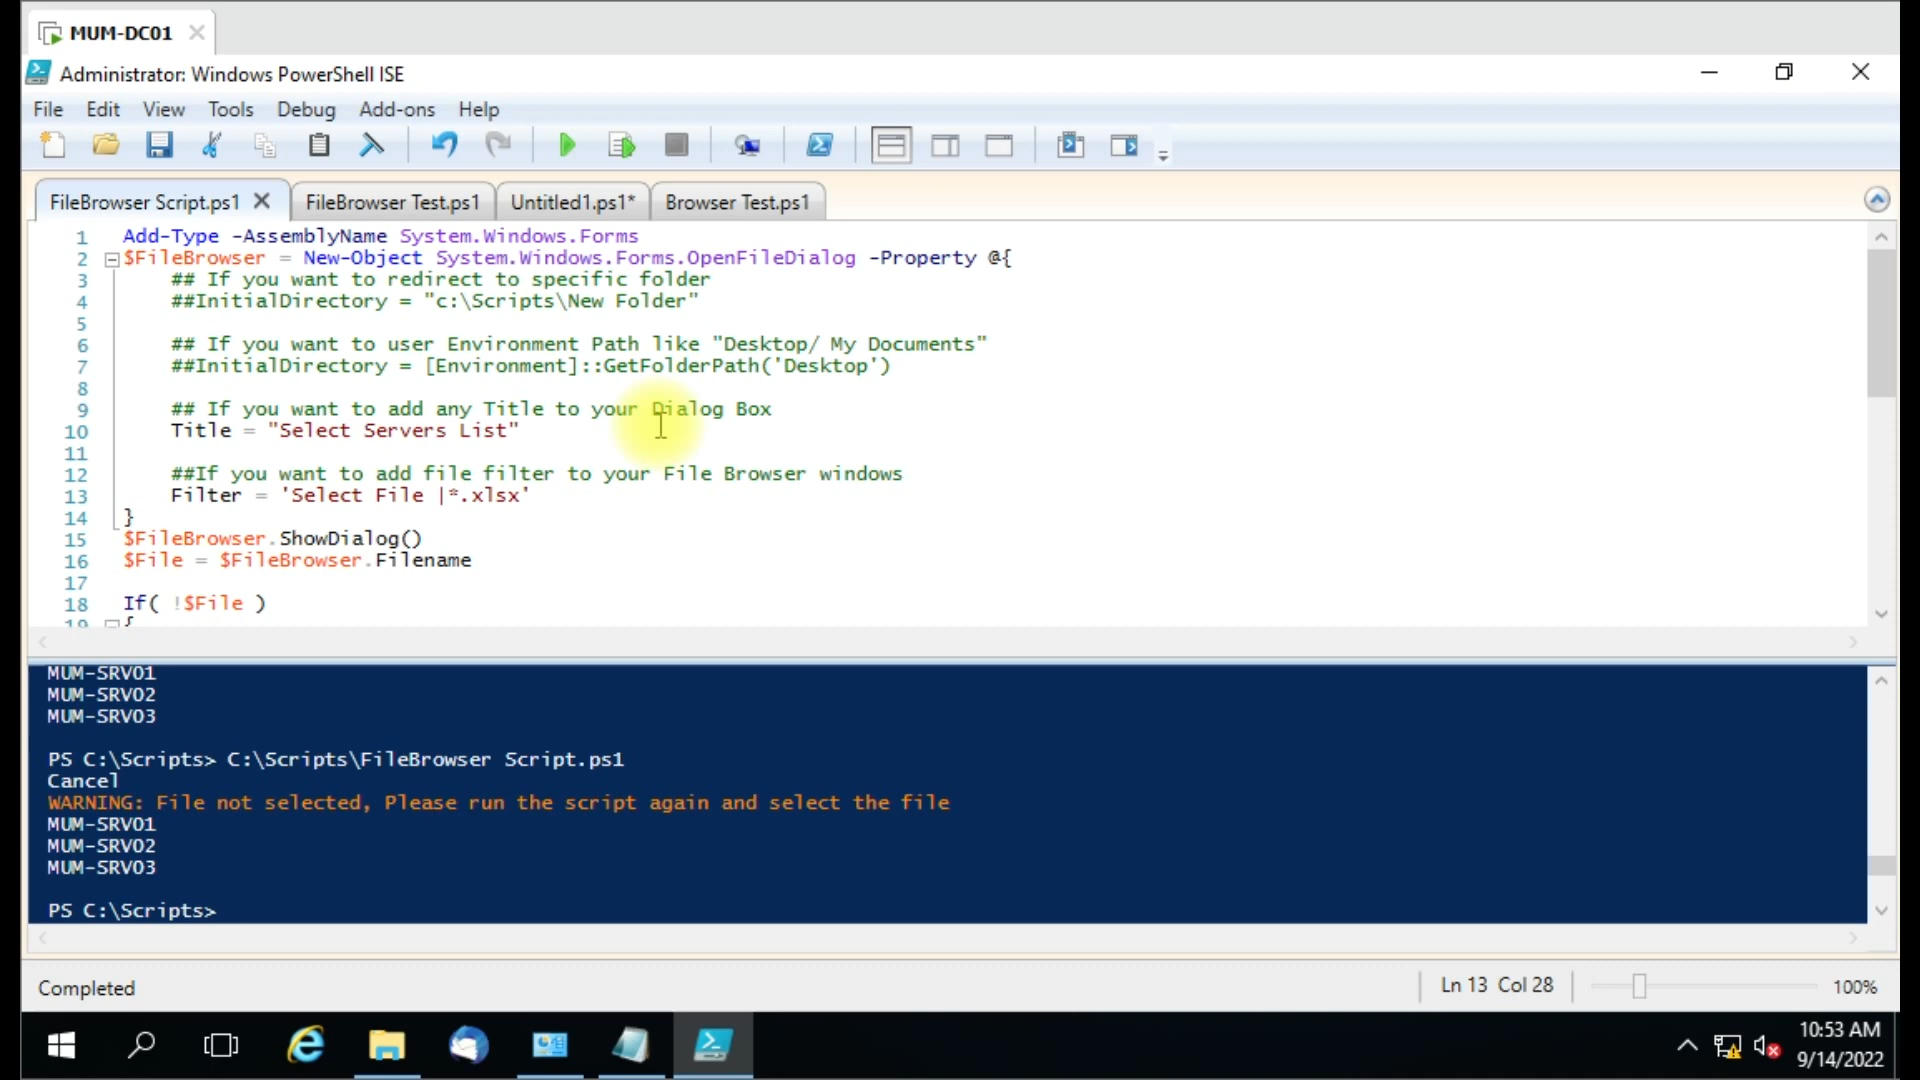 MUM-DC01
Administrator: Windows PowerShell ISE
File Edit View Tools Debug Add-ons Help
FileBrowser Script.ps1 FileBrowser Test.ps1 Untitled1.ps1* Browser Test.ps1
1 Add-Type -AssemblyName System.Windows.Forms
2 $FileBrowser = New-Object System.Windows.Forms.OpenFileDialog -Property @{
3 ## If you want to redirect to specific folder
4 ##InitialDirectory = "c:\Scripts\New Folder"
5
6 ## If you want to user Environment Path like "Desktop/ My Documents"
7 ##InitialDirectory = [Environment]::GetFolderPath('Desktop')
8
9 ## If you want to add any Title to your Dialog Box
10 Title = "Select Servers List"
11
12 ##If you want to add file filter to your File Browser windows
13 Filter = 'Select File |*.xlsx'
14 }
15 $FileBrowser.ShowDialog()
16 $File = $FileBrowser.Filename
17
18 If( !$File )
19 {
MUM-SRV01
MUM-SRV02
MUM-SRV03
PS C:\Scripts> C:\Scripts\FileBrowser Script.ps1
Cancel
WARNING: File not selected, Please run the script again and select the file
MUM-SRV01
MUM-SRV02
MUM-SRV03
PS C:\Scripts>
Completed Ln 13 Col 28 100%
10:53 AM
9/14/2022